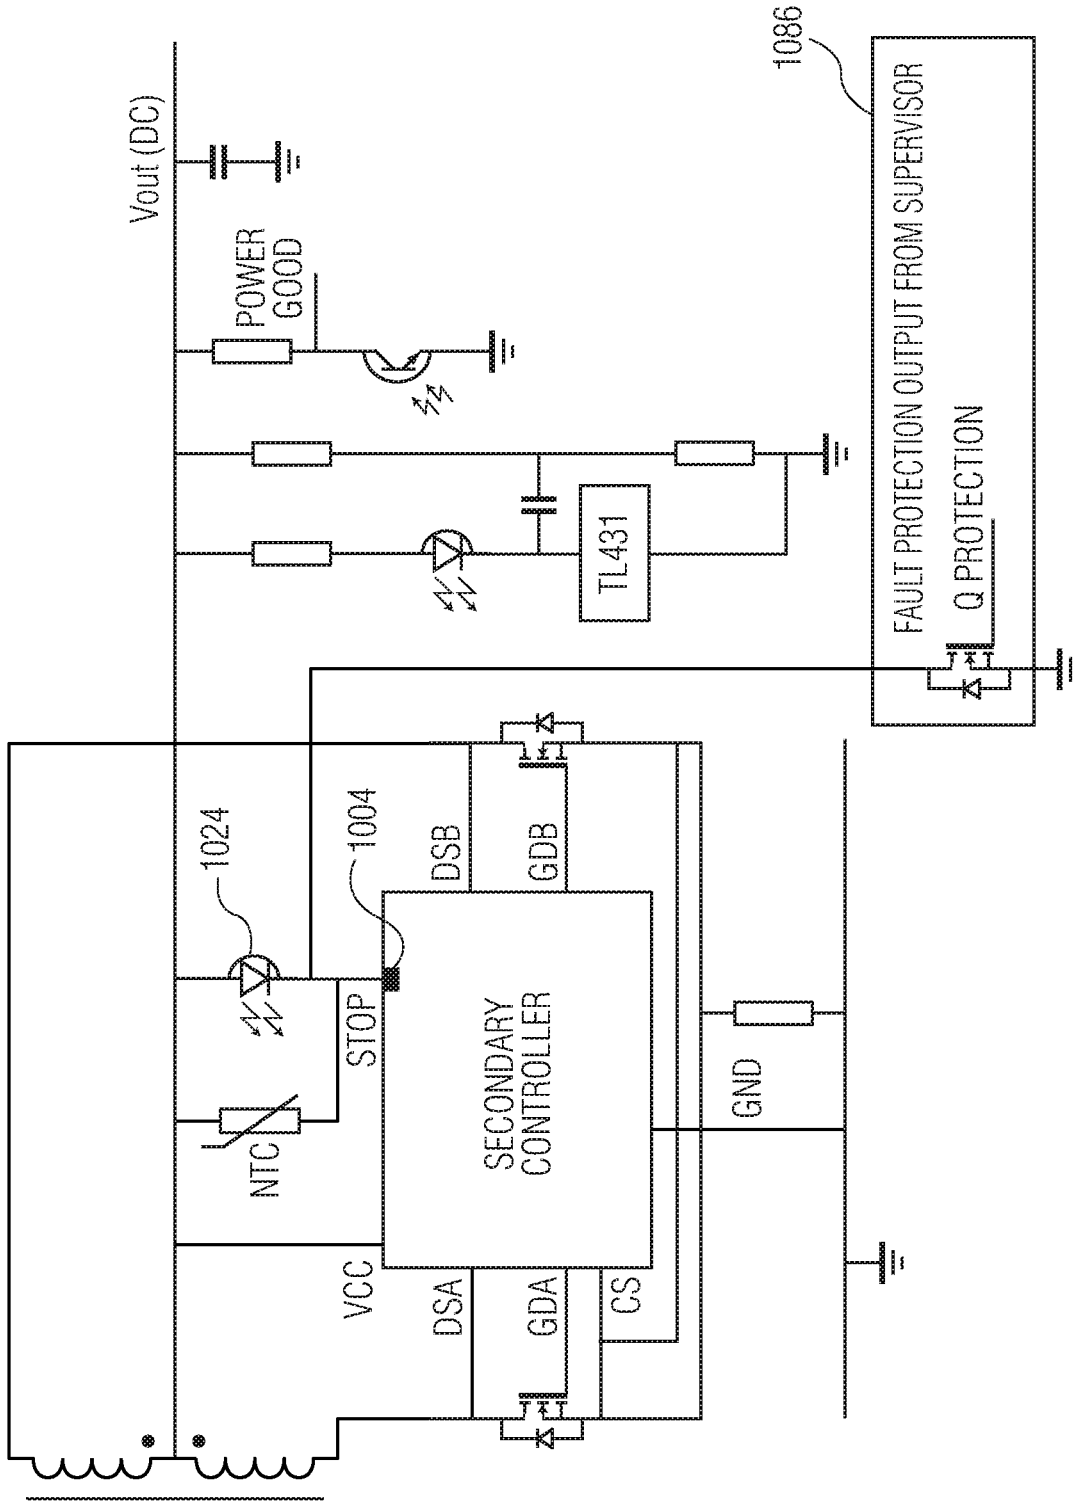 Vout (DC)
POWER
GOOD
1024
1004
NTC
STOP
VCC
DSA
GDA
CS
SECONDARY
CONTROLLER
DSB
GDB
GND
TL431
1086
FAULT PROTECTION OUTPUT FROM SUPERVISOR
Q PROTECTION